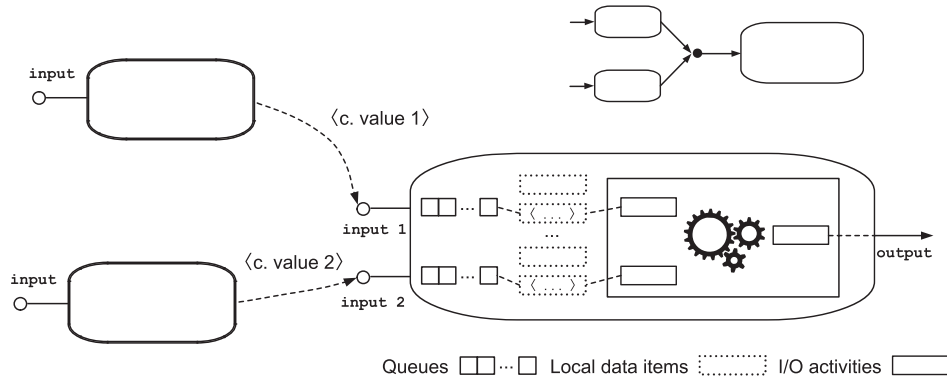 input
⟨c. value 1⟩
input 1
⟨ . . . ⟩
...
...
output
input
⟨c. value 2⟩
input 2
⟨ . . . ⟩
...
Queues ... Local data items I/O activities